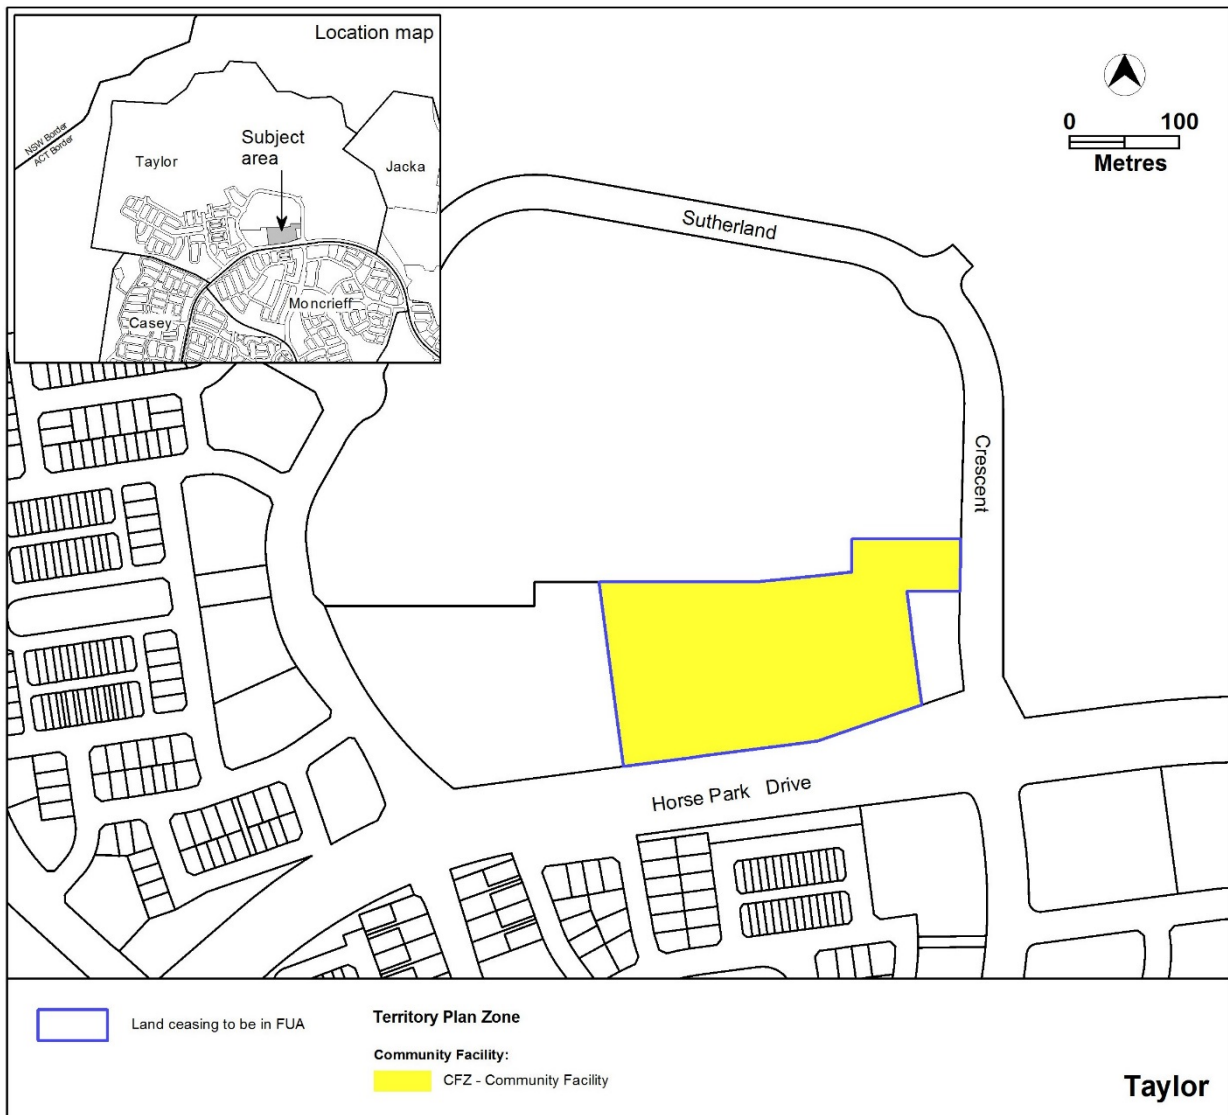 Location map
NSW Border
ACT Border
Taylor
Subject
area
Jacka
Moncrieff
Casey
0 100
Metres
Sutherland
Crescent
Horse Park Drive
Land ceasing to be in FUA
Territory Plan Zone
Community Facility:
CFZ - Community Facility
Taylor